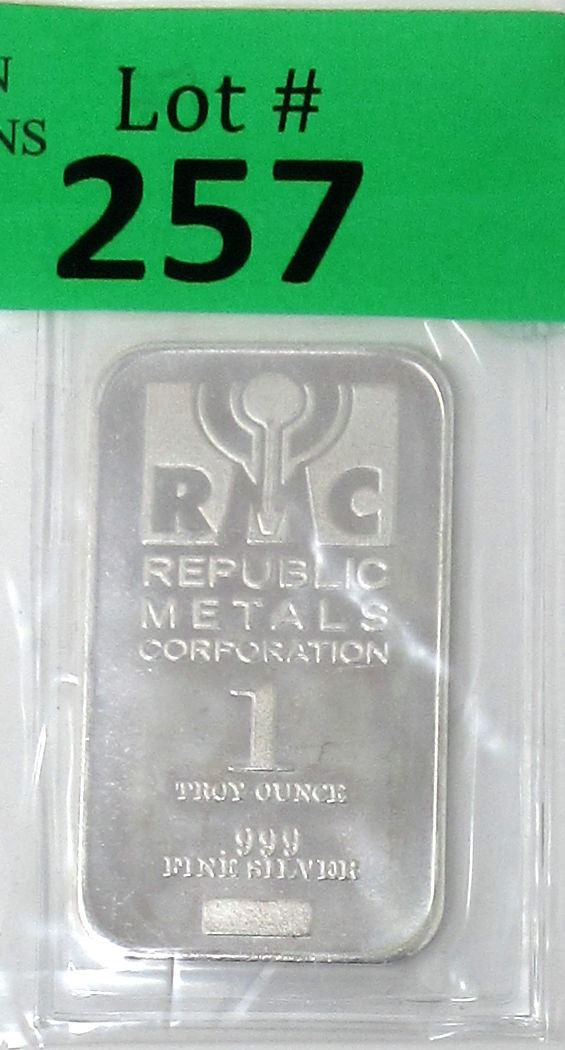 N
NS
Lot #
257
RMC
REPUBLIC
METALS
CORPORATION
1
TROY OUNCE
.999
FINE SILVER